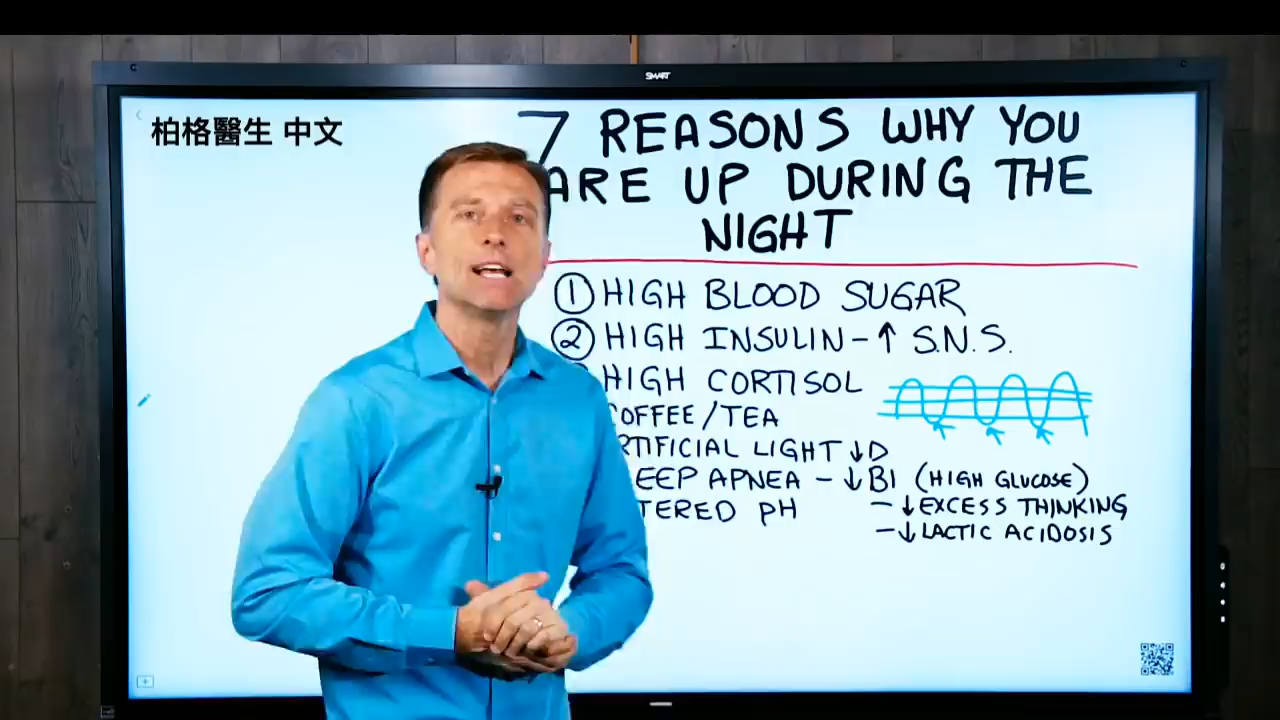 SMART
柏格醫生 中文
7 REASONS WHY YOU
ARE UP DURING THE
NIGHT
① HIGH BLOOD SUGAR
② HIGH INSULIN - ↑ S.N.S.
HIGH CORTISOL
COFFEE/TEA
RTIFICIAL LIGHT ↓D
EEP APNEA - ↓ B1 (HIGH GLUCOSE)
TERED PH - ↓ EXCESS THINKING
- ↓ LACTIC ACIDOSIS